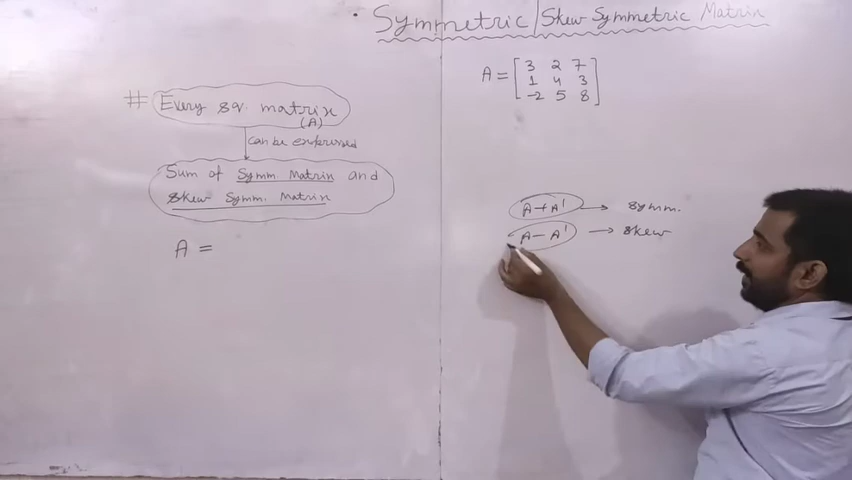 • Symmetric / Skew Symmetric Matrix
# Every sq. matrix
(A)
can be expressed
Sum of Symm. Matrix and
Skew Symm. Matrix
A =
A = [3 2 7
1 4 3
-2 5 8]
A + A' → symm.
A - A' → skew